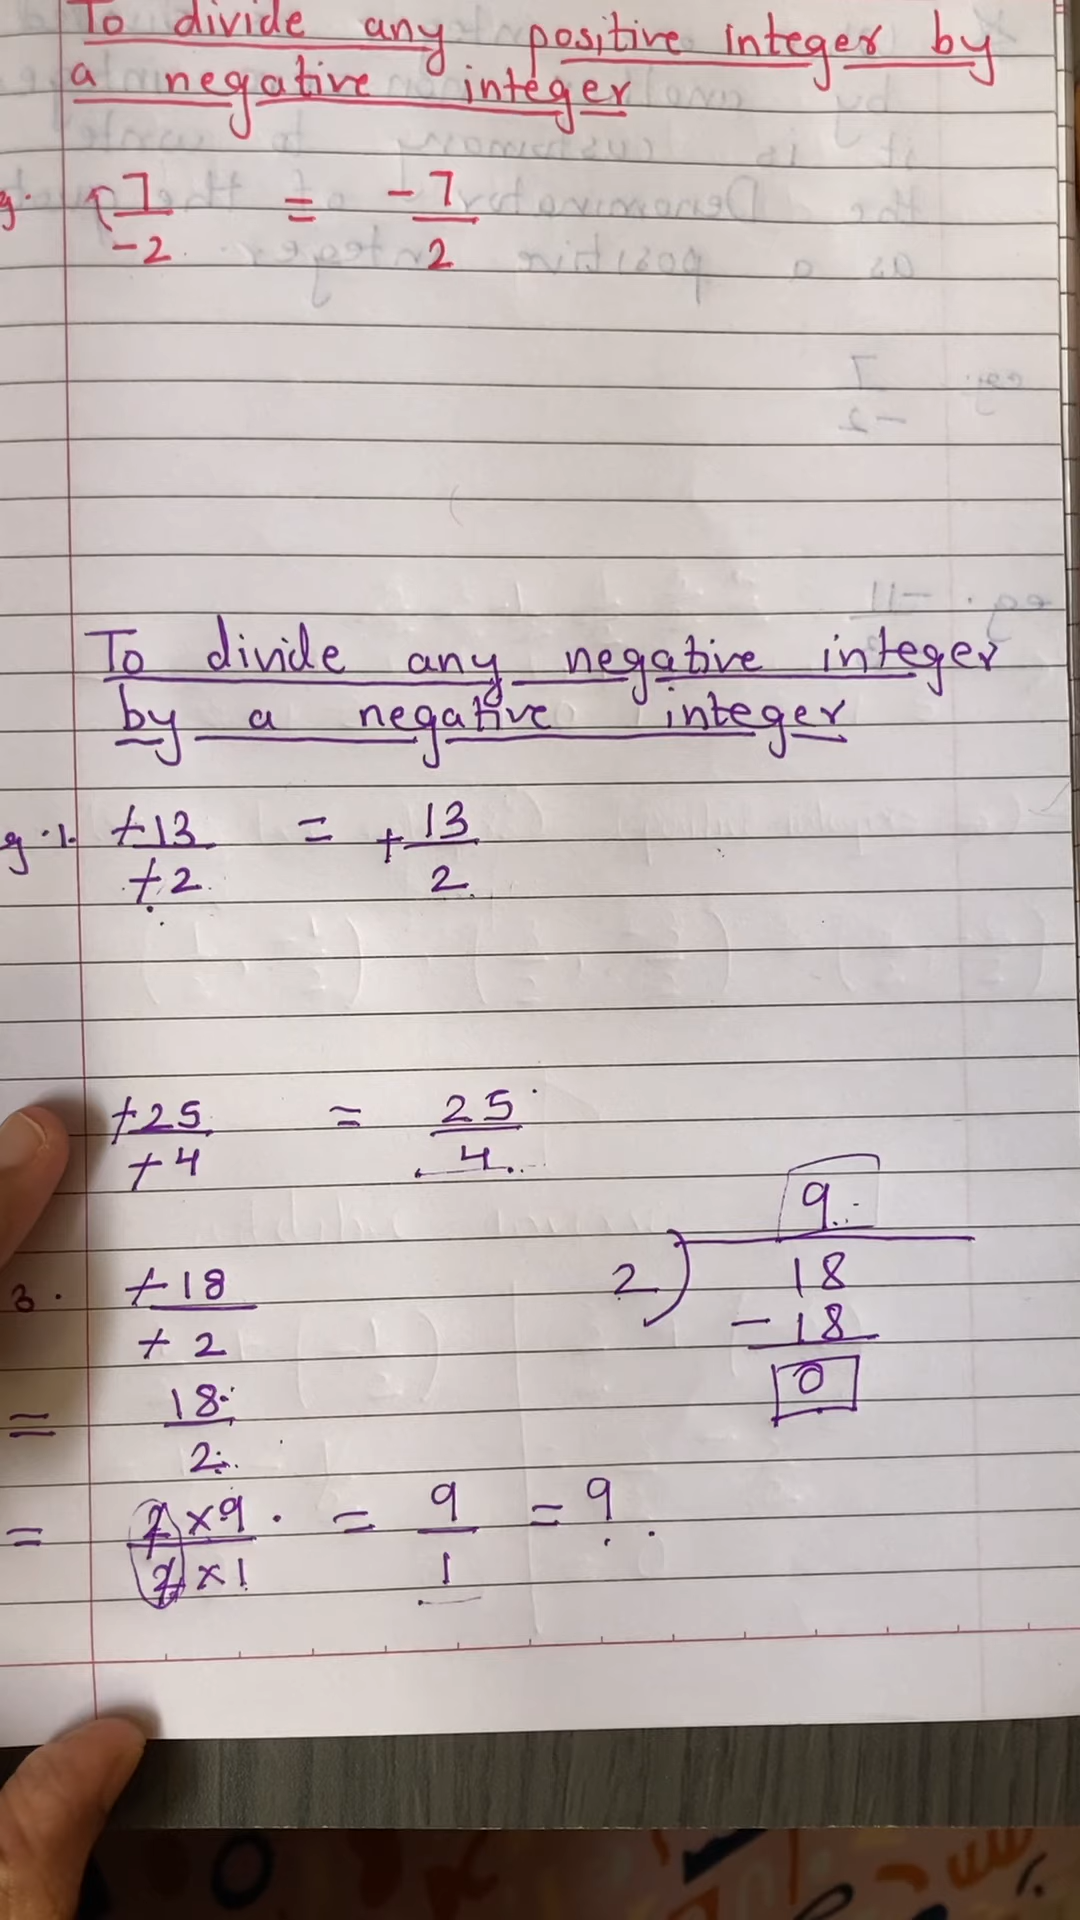 To divide any positive integer by
a negative integer
g. 7/-2 = -7/2
To divide any negative integer
by a negative integer
g.1. +13/+2 = +13/2
+25/+4 = 25/4
9
2) 18
-18
0
3. +18/+2
= 18/2
= 2×9/2×1 = 9/1 = 9